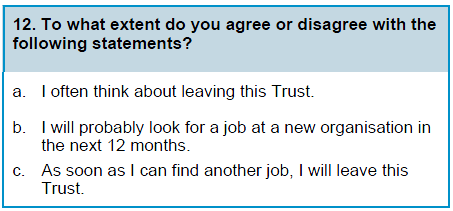 12. To what extent do you agree or disagree with the
following statements?
a. I often think about leaving this Trust.
b. I will probably look for a job at a new organisation in
the next 12 months.
c. As soon as I can find another job, I will leave this
Trust.